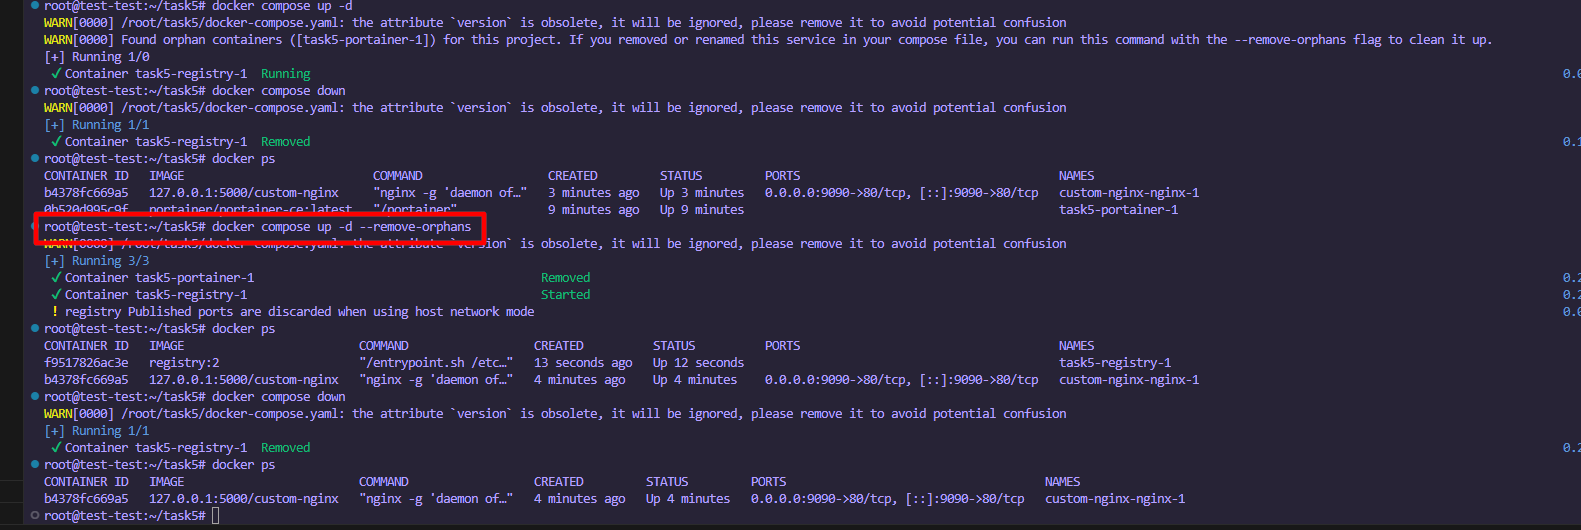 root@test-test:~/task5# docker compose up -d
WARN[0000] /root/task5/docker-compose.yaml: the attribute `version` is obsolete, it will be ignored, please remove it to avoid potential confusion
WARN[0000] Found orphan containers ([task5-portainer-1]) for this project. If you removed or renamed this service in your compose file, you can run this command with the --remove-orphans flag to clean it up.
[+] Running 1/0
✓ Container task5-registry-1 Running 0.0
root@test-test:~/task5# docker compose down
WARN[0000] /root/task5/docker-compose.yaml: the attribute `version` is obsolete, it will be ignored, please remove it to avoid potential confusion
[+] Running 1/1
✓ Container task5-registry-1 Removed 0.1
root@test-test:~/task5# docker ps
CONTAINER ID IMAGE COMMAND CREATED STATUS PORTS NAMES
b4378fc669a5 127.0.0.1:5000/custom-nginx "nginx -g 'daemon of…" 3 minutes ago Up 3 minutes 0.0.0.0:9090->80/tcp, [::]:9090->80/tcp custom-nginx-nginx-1
0b520d995c9f portainer/portainer-ce:latest "/portainer" 9 minutes ago Up 9 minutes task5-portainer-1
root@test-test:~/task5# docker compose up -d --remove-orphans
WARN[0000] /root/task5/docker-compose.yaml: the attribute `version` is obsolete, it will be ignored, please remove it to avoid potential confusion
[+] Running 3/3
✓ Container task5-portainer-1 Removed 0.2
✓ Container task5-registry-1 Started 0.2
! registry Published ports are discarded when using host network mode 0.0
root@test-test:~/task5# docker ps
CONTAINER ID IMAGE COMMAND CREATED STATUS PORTS NAMES
f9517826ac3e registry:2 "/entrypoint.sh /etc…" 13 seconds ago Up 12 seconds task5-registry-1
b4378fc669a5 127.0.0.1:5000/custom-nginx "nginx -g 'daemon of…" 4 minutes ago Up 4 minutes 0.0.0.0:9090->80/tcp, [::]:9090->80/tcp custom-nginx-nginx-1
root@test-test:~/task5# docker compose down
WARN[0000] /root/task5/docker-compose.yaml: the attribute `version` is obsolete, it will be ignored, please remove it to avoid potential confusion
[+] Running 1/1
✓ Container task5-registry-1 Removed 0.2
root@test-test:~/task5# docker ps
CONTAINER ID IMAGE COMMAND CREATED STATUS PORTS NAMES
b4378fc669a5 127.0.0.1:5000/custom-nginx "nginx -g 'daemon of…" 4 minutes ago Up 4 minutes 0.0.0.0:9090->80/tcp, [::]:9090->80/tcp custom-nginx-nginx-1
root@test-test:~/task5#